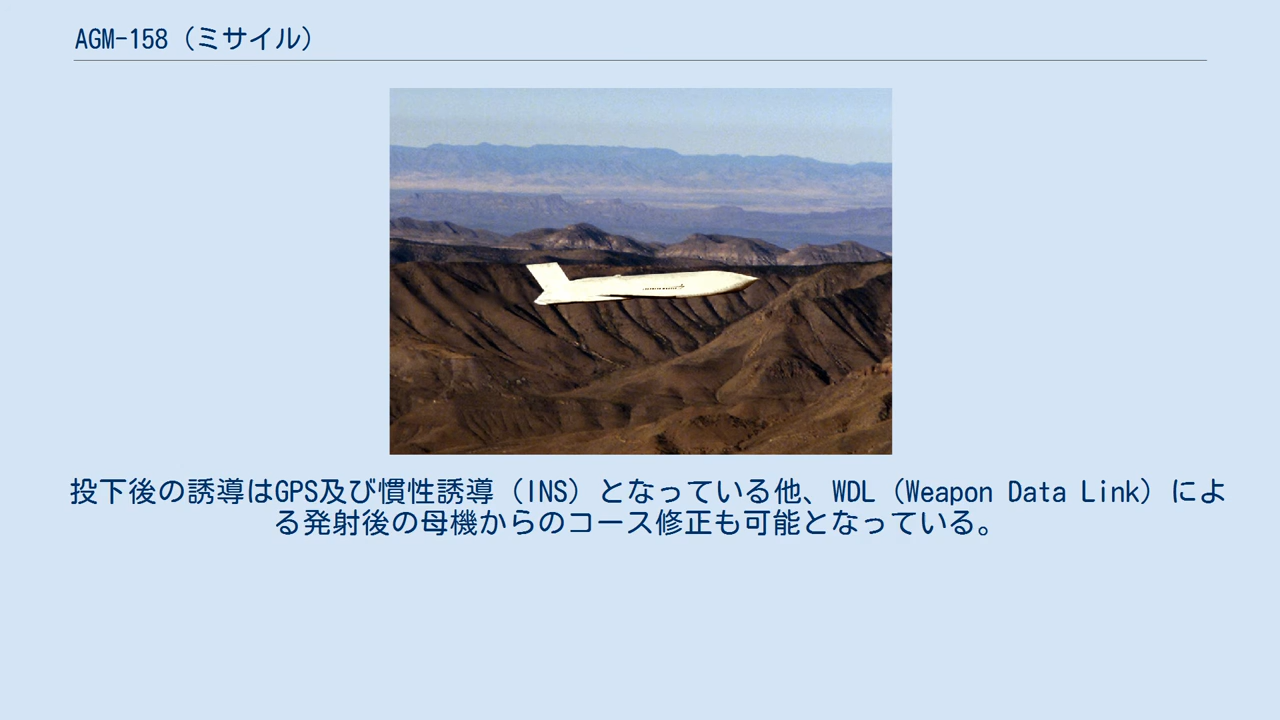 AGM-158（ミサイル）
投下後の誘導はGPS及び慣性誘導（INS）となっている他、WDL（Weapon Data Link）によ
る発射後の母機からのコース修正も可能となっている。